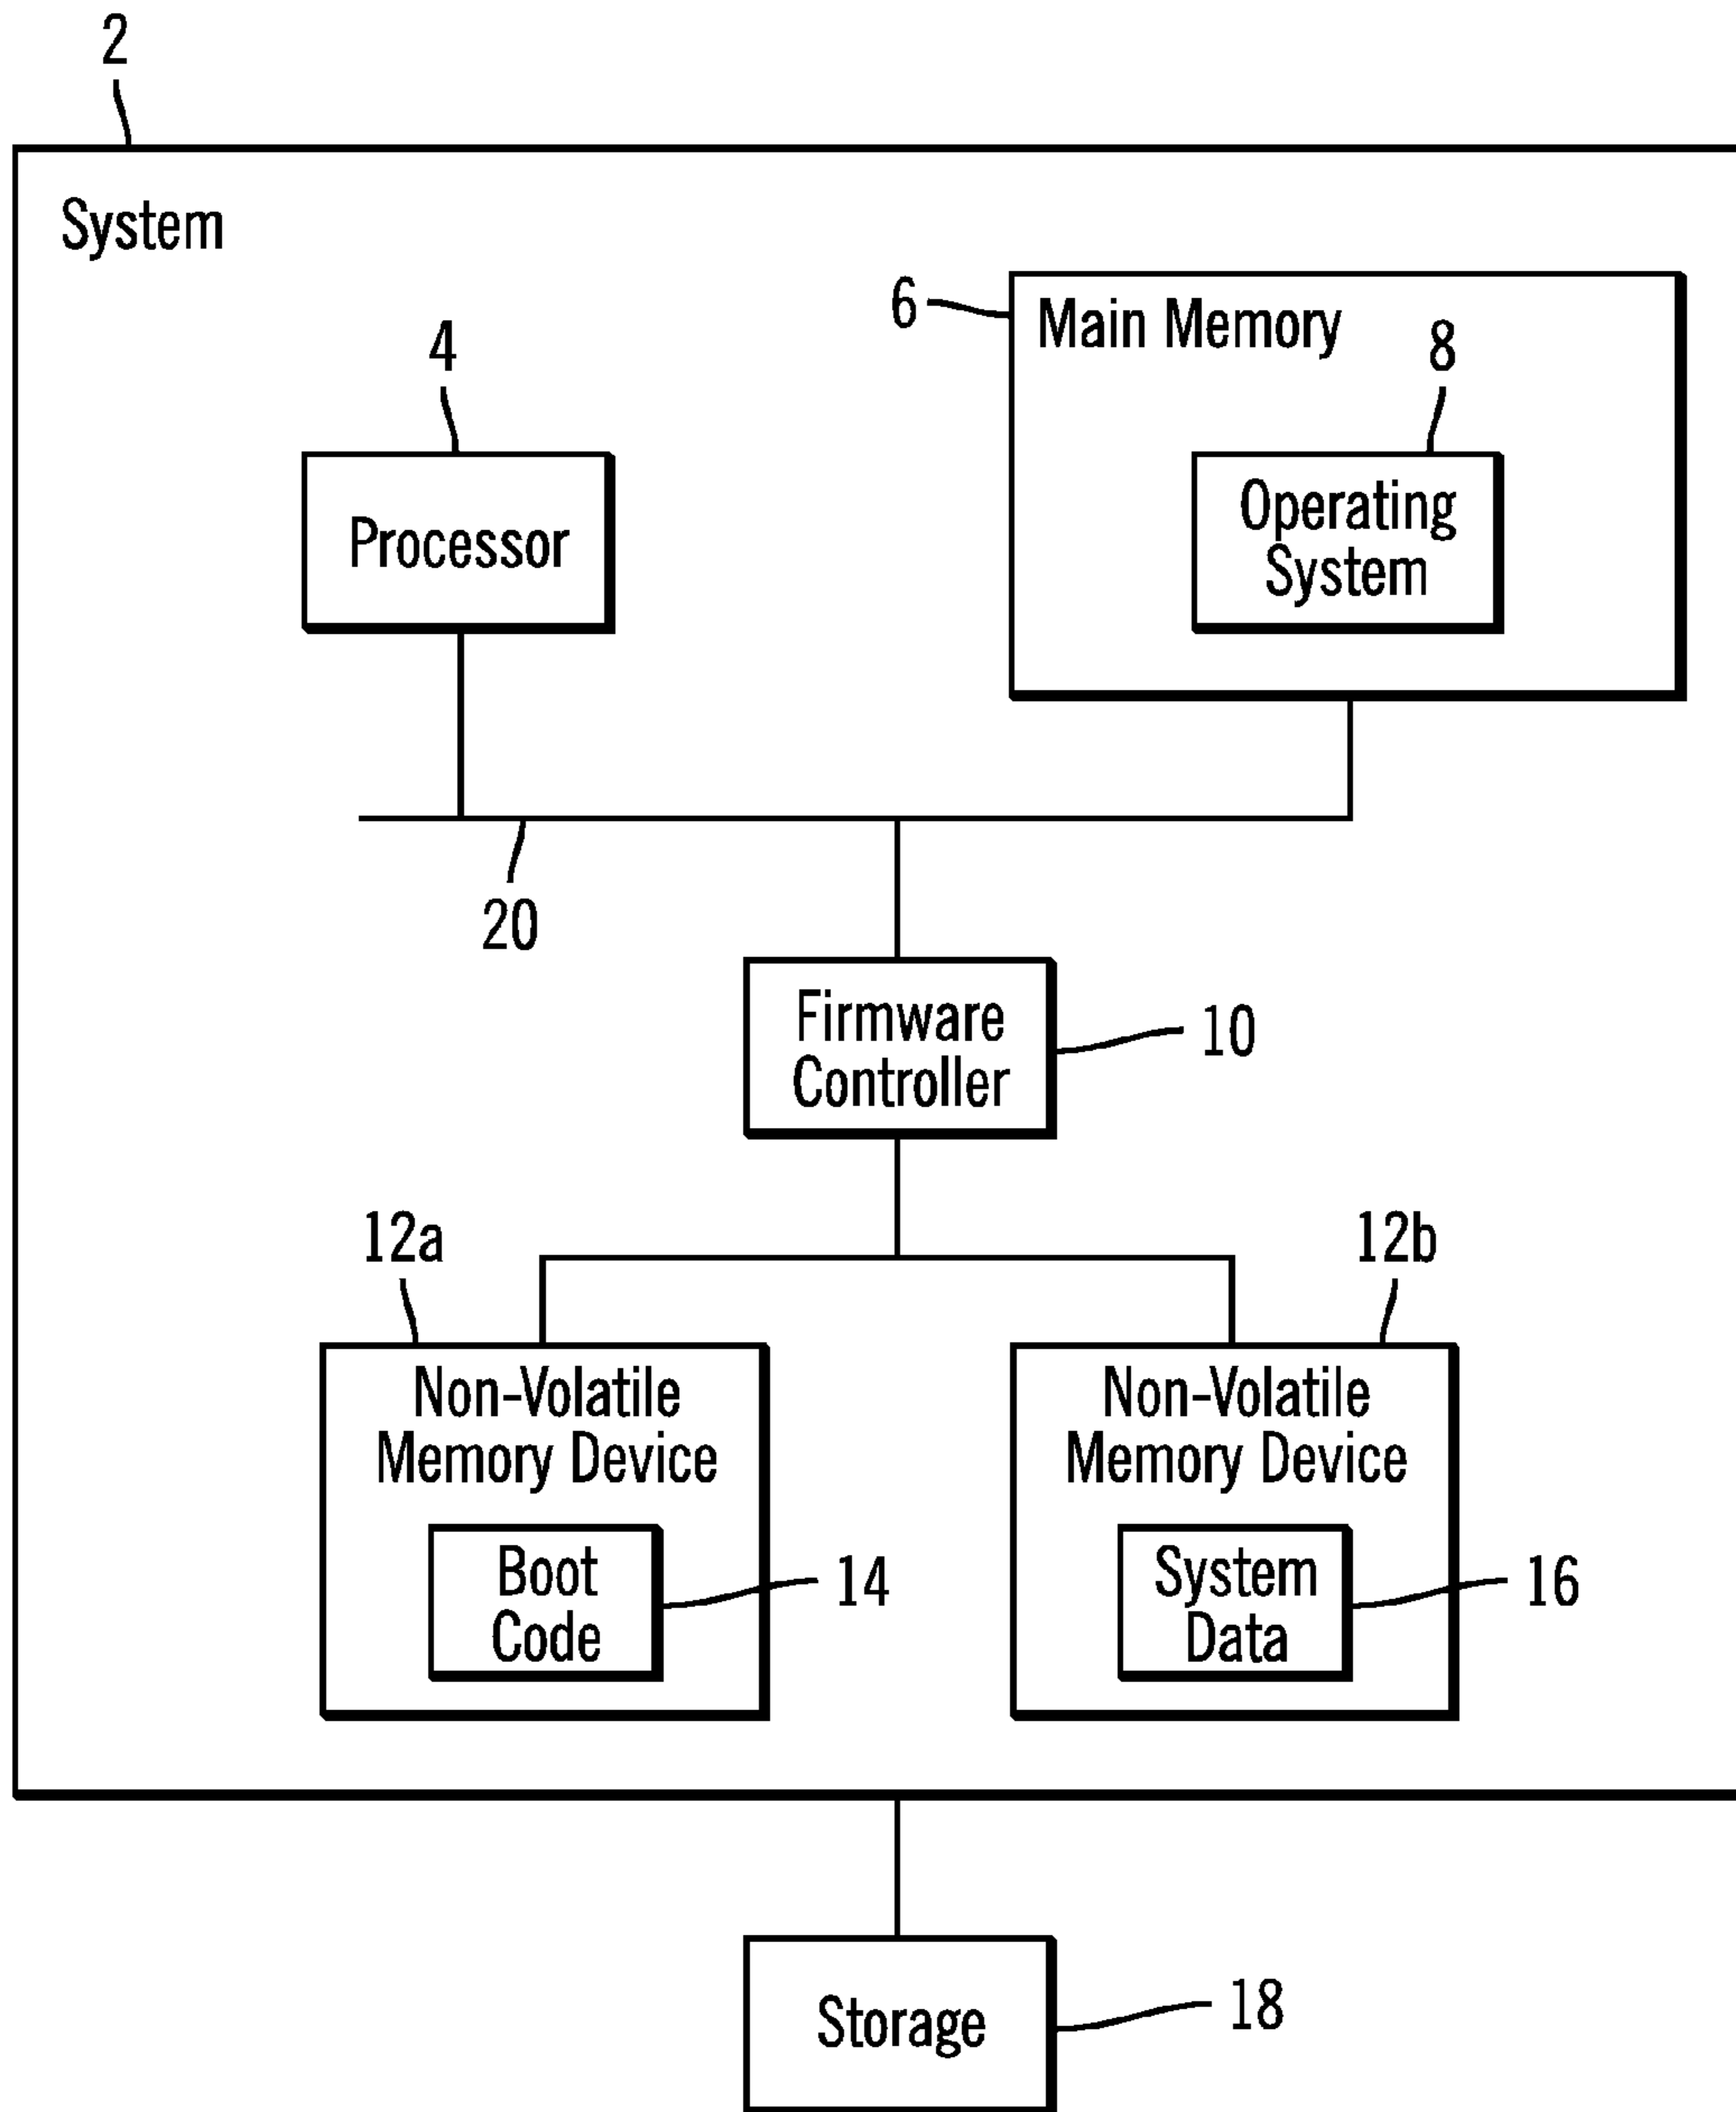 2
System
6
Main Memory
4
8
Processor
Operating
System
20
Firmware
Controller
10
12a
12b
Non-Volatile
Memory Device
Boot
Code
14
Non-Volatile
Memory Device
System
Data
16
Storage
18